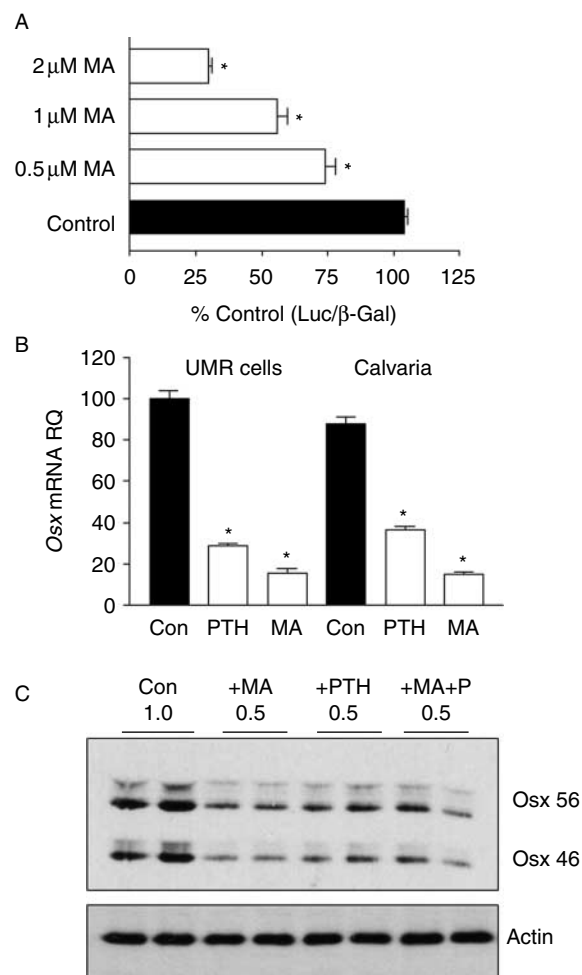 A
2 μM MA *
1 μM MA *
0.5 μM MA *
Control
0 25 50 75 100 125
% Control (Luc/β-Gal)
B
UMR cells Calvaria
120
100
80
60
40
20
0
Osx mRNA RQ
* * * *
Con PTH MA Con PTH MA
C
Con +MA +PTH +MA+P
1.0 0.5 0.5 0.5
Osx 56
Osx 46
Actin